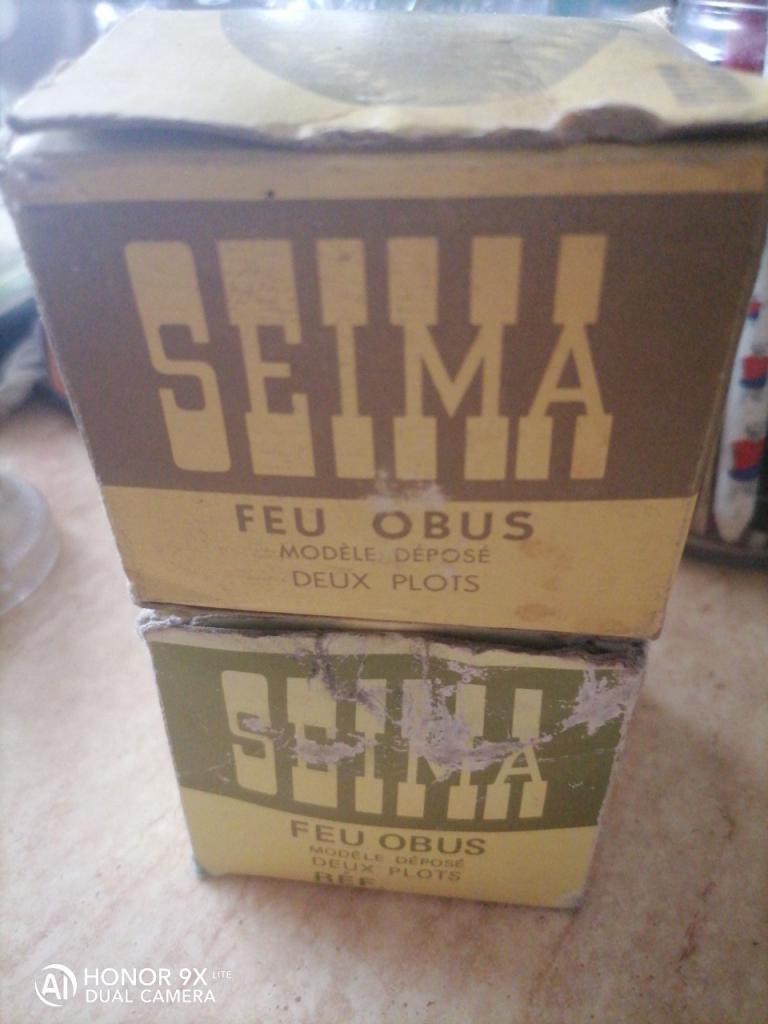 SEIMA
FEU OBUS
MODÈLE DÉPOSÉ
DEUX PLOTS
SEIMA
FEU OBUS
MODÈLE DÉPOSÉ
DEUX PLOTS
RÉF.
HONOR 9X LITE
DUAL CAMERA